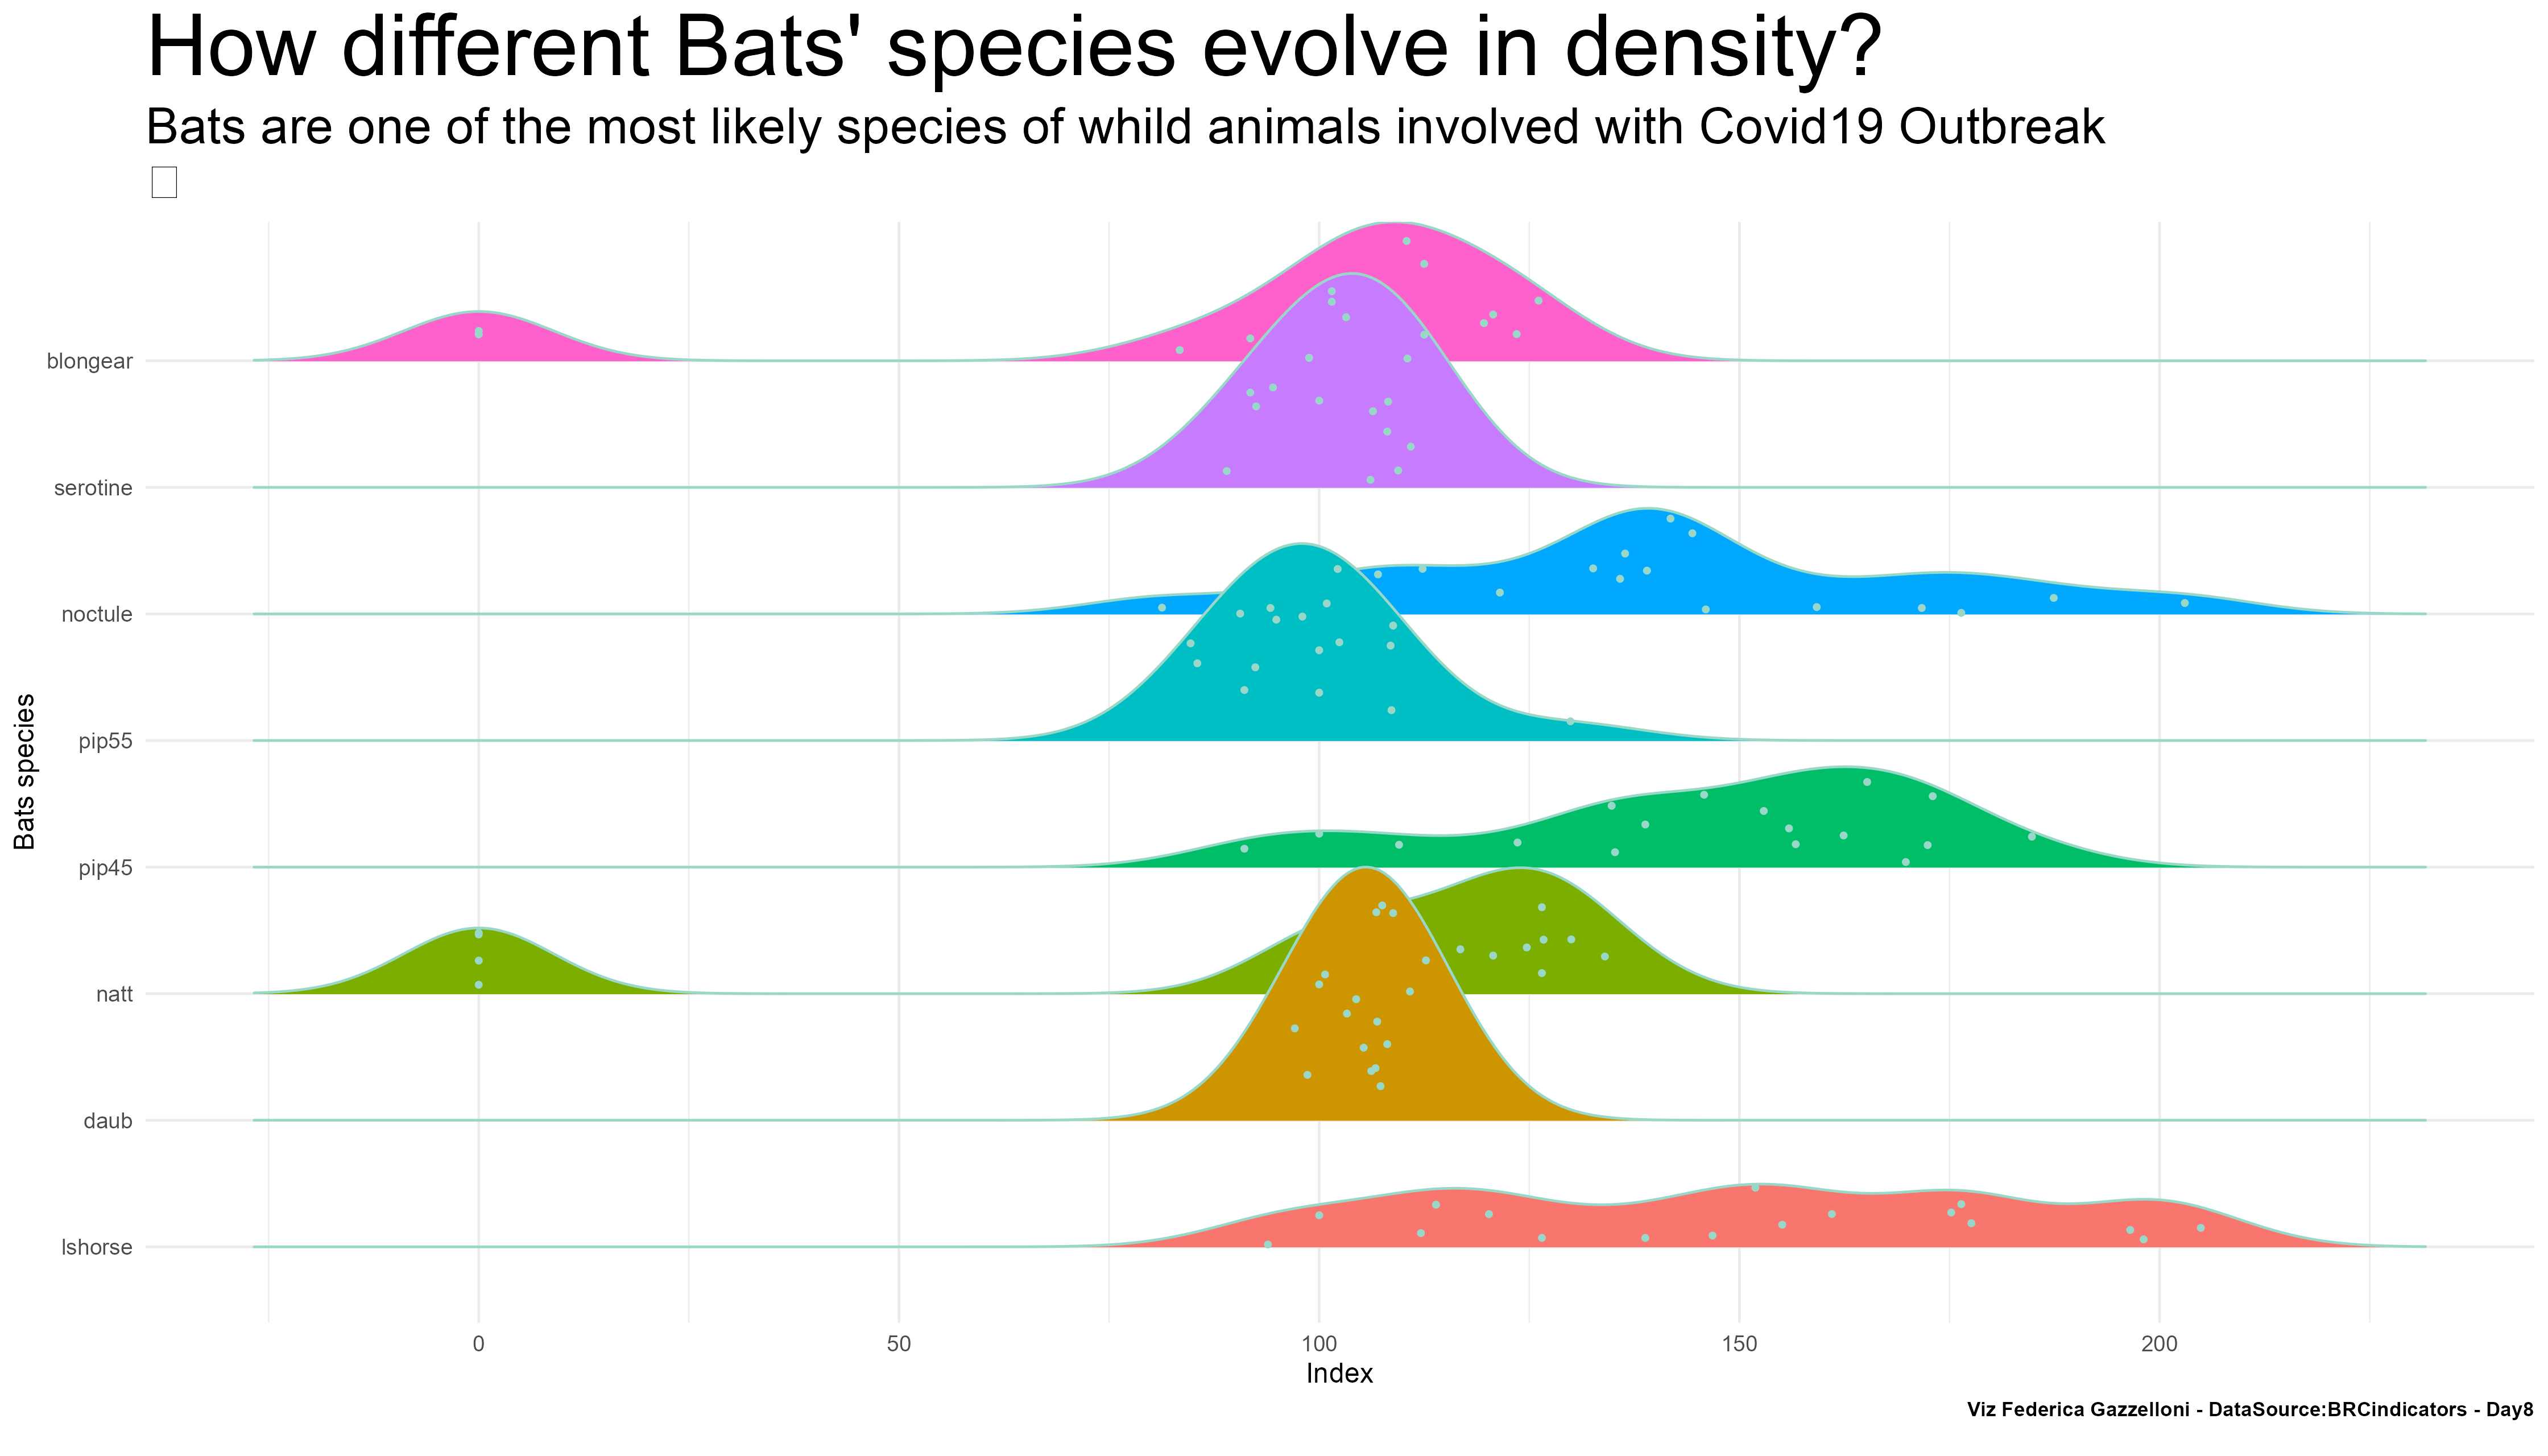 How different Bats' species evolve in density?
Bats are one of the most likely species of whild animals involved with Covid19 Outbreak
blongear
serotine
noctule
pip55
pip45
natt
daub
lshorse
Bats species
0 50 100 150 200
Index
Viz Federica Gazzelloni - DataSource:BRCindicators - Day8